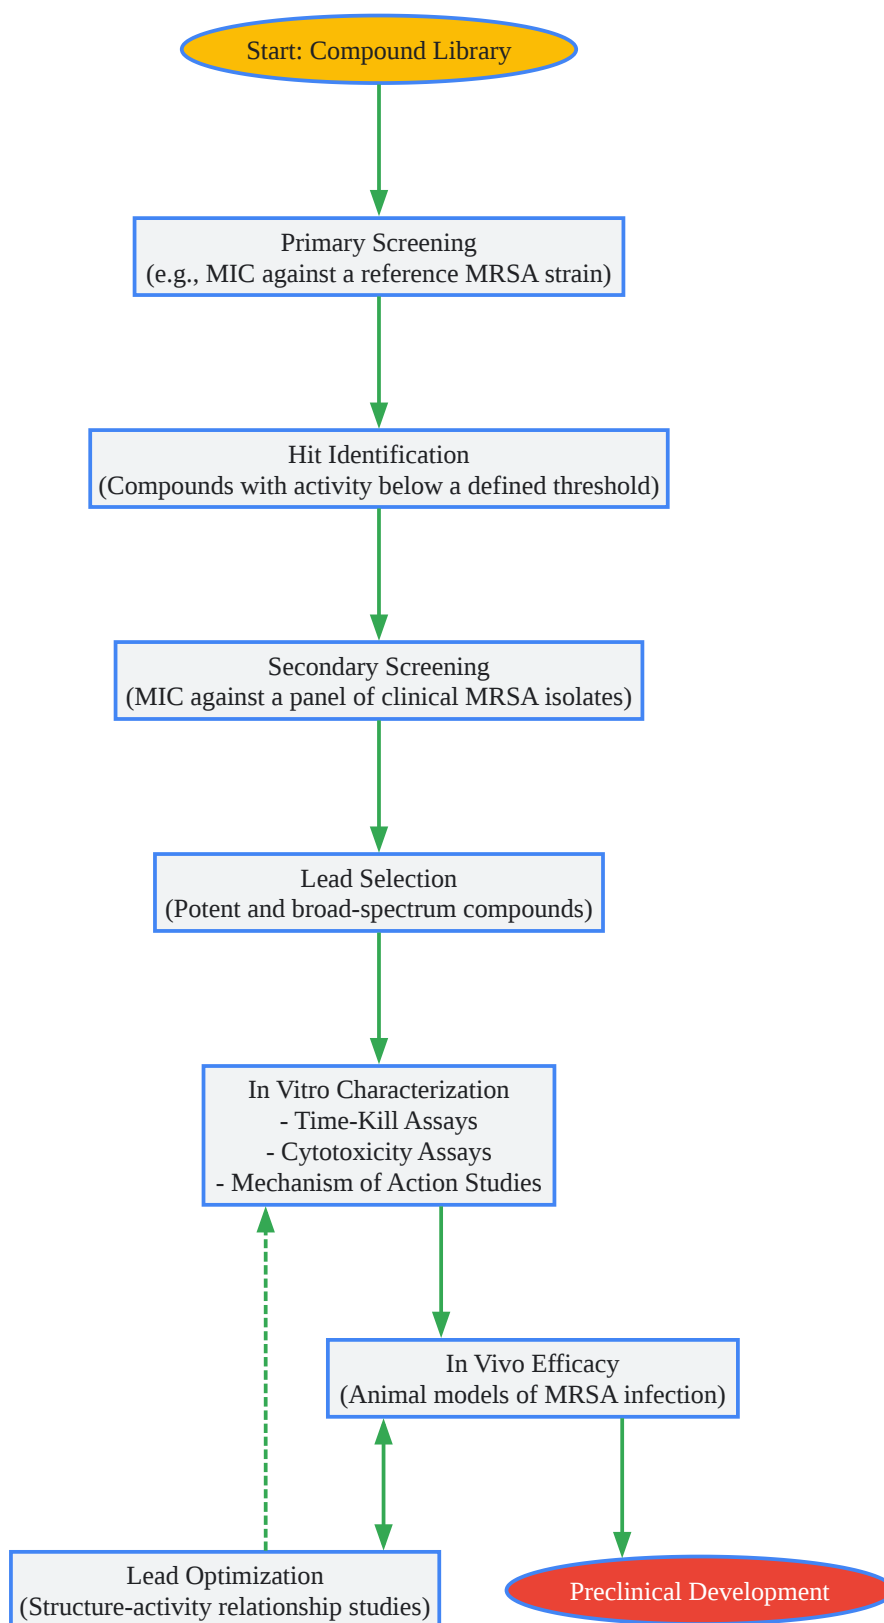 Start: Compound Library
Primary Screening
(e.g., MIC against a reference MRSA strain)
Hit Identification
(Compounds with activity below a defined threshold)
Secondary Screening
(MIC against a panel of clinical MRSA isolates)
Lead Selection
(Potent and broad-spectrum compounds)
In Vitro Characterization
- Time-Kill Assays
- Cytotoxicity Assays
- Mechanism of Action Studies
In Vivo Efficacy
(Animal models of MRSA infection)
Lead Optimization
(Structure-activity relationship studies)
Preclinical Development